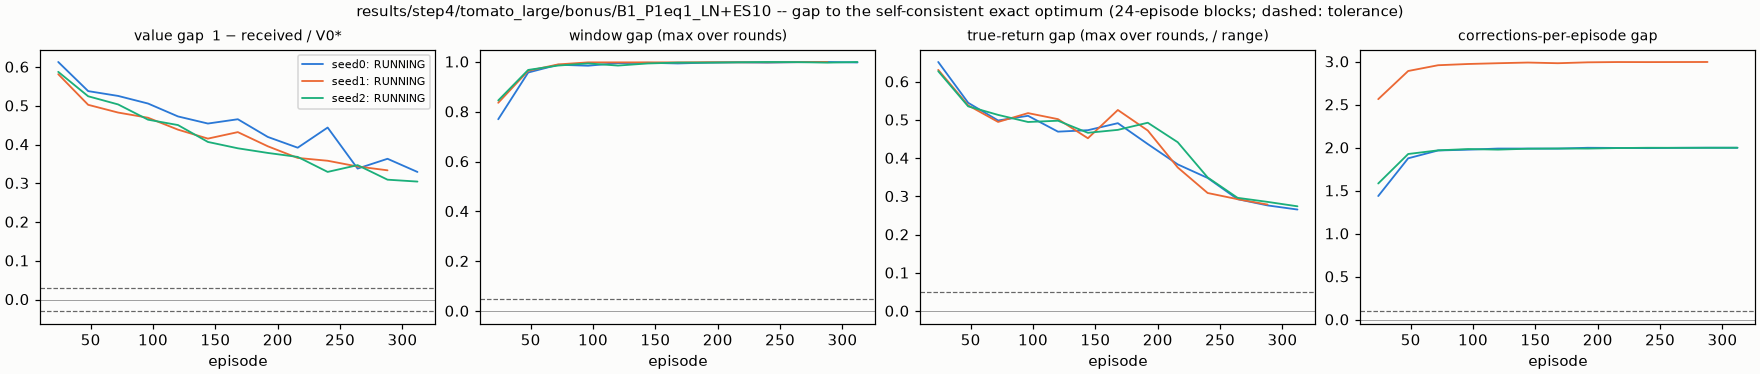 results/step4/tomato_large/bonus/B1_P1eq1_LN+ES10 -- gap to the self-consistent exact optimum (24-episode blocks; dashed: tolerance)
value gap 1 − received / V0*
0.6
0.5
0.4
0.3
0.2
0.1
0.0
50 100 150 200 250 300
episode
seed0: RUNNING
seed1: RUNNING
seed2: RUNNING
window gap (max over rounds)
1.0
0.8
0.6
0.4
0.2
0.0
50 100 150 200 250 300
episode
true-return gap (max over rounds, / range)
0.6
0.5
0.4
0.3
0.2
0.1
0.0
50 100 150 200 250 300
episode
corrections-per-episode gap
3.0
2.5
2.0
1.5
1.0
0.5
0.0
50 100 150 200 250 300
episode